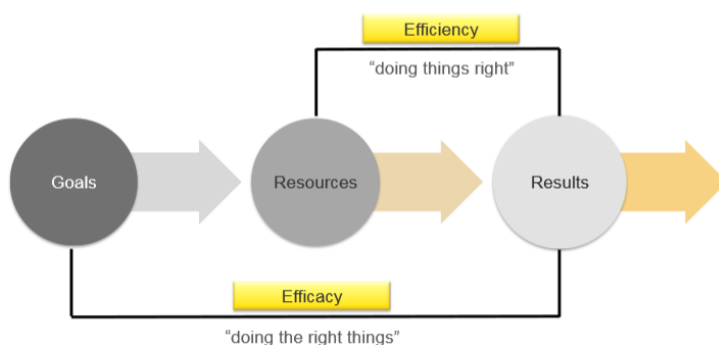 Efficiency
“doing things right”
Goals
Resources
Results
Efficacy
“doing the right things”